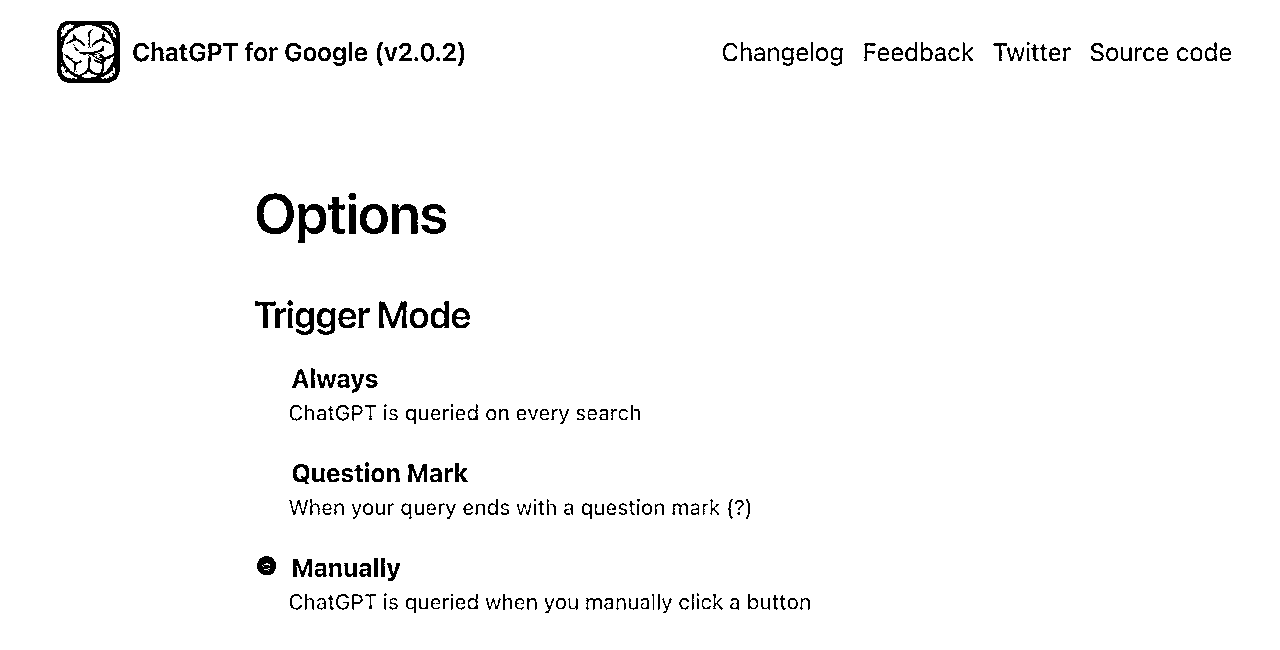 ChatGPT for Google (v2.0.2)
Changelog Feedback Twitter Source code
Options
Trigger Mode
Always
ChatGPT is queried on every search
Question Mark
When your query ends with a question mark (?)
Manually
ChatGPT is queried when you manually click a button